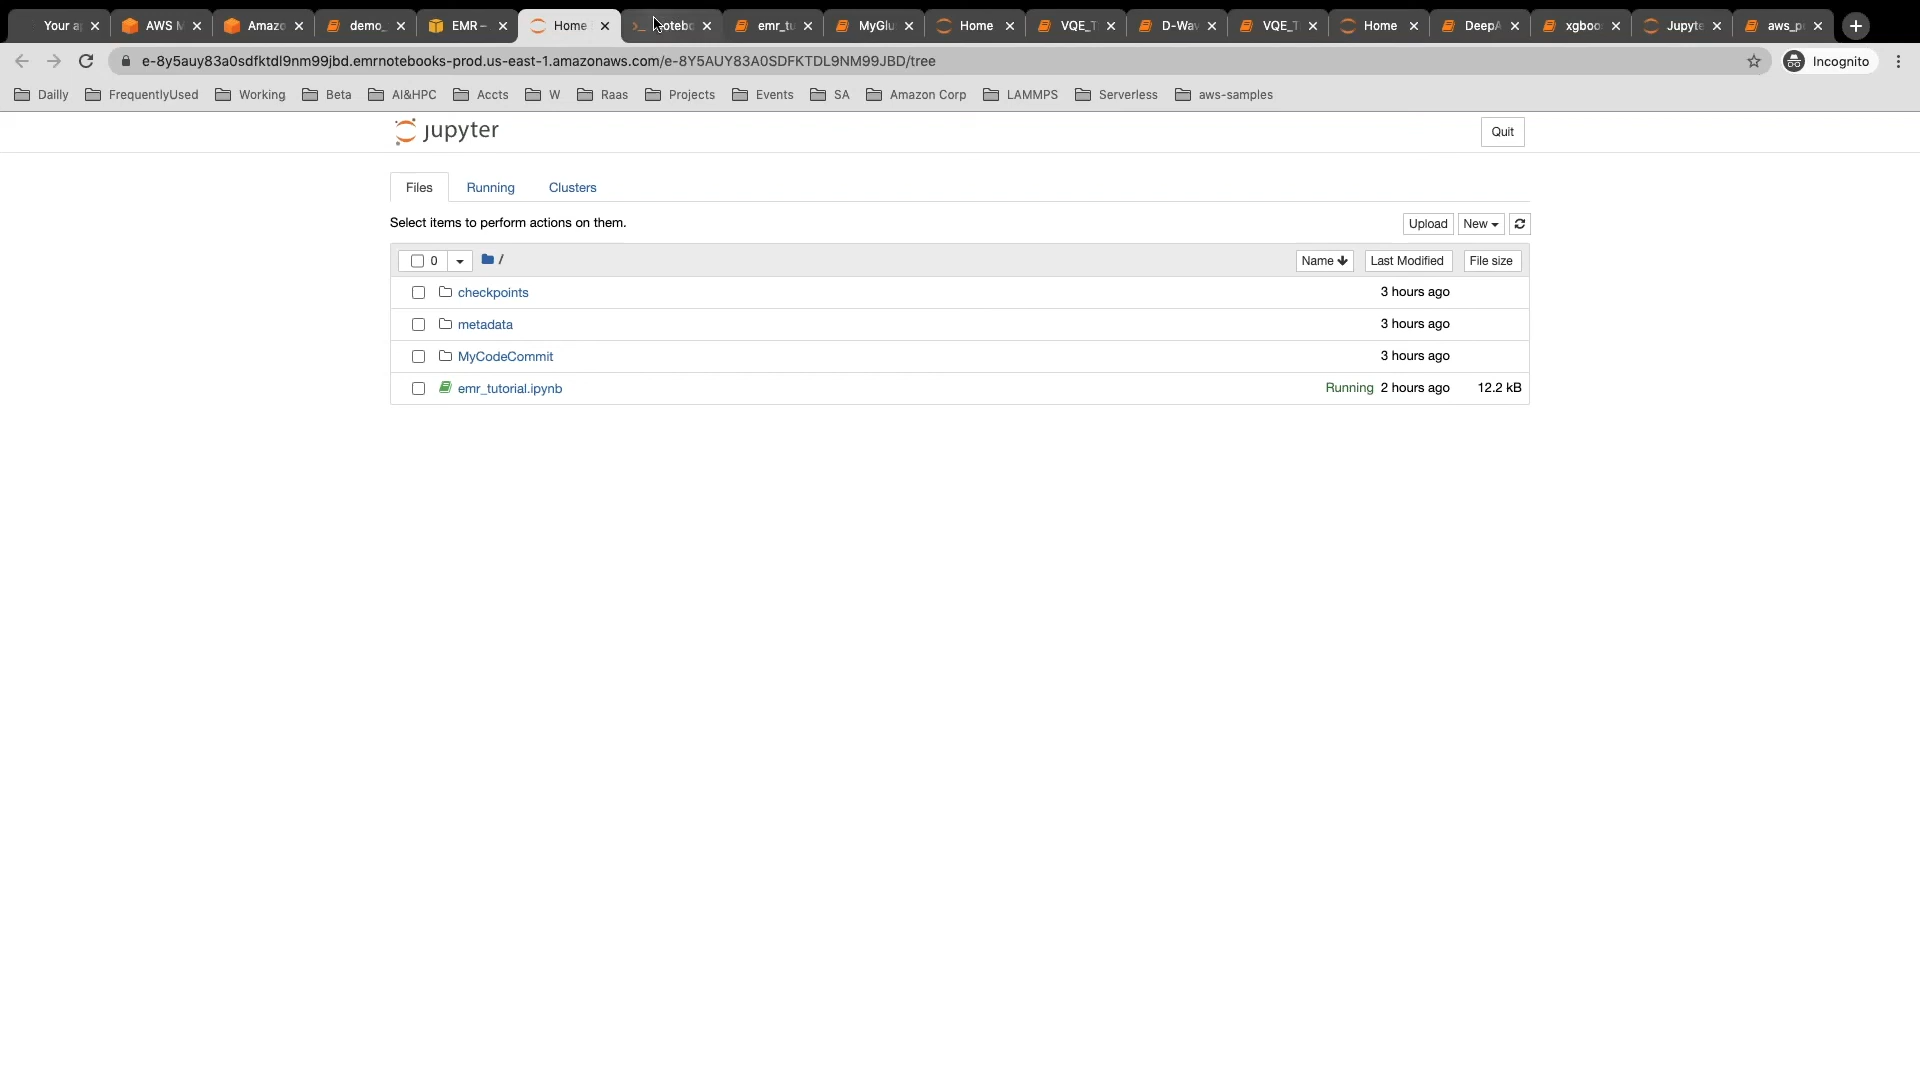 Your a AWS M Amazo demo_ EMR – Home Notebo emr_tu MyGlu Home VQE_T D-Wav VQE_T Home DeepA xgboo Jupyte aws_p
e-8y5auy83a0sdfktdl9nm99jbd.emrnotebooks-prod.us-east-1.amazonaws.com/e-8Y5AUY83A0SDFKTDL9NM99JBD/tree Incognito
Dailly FrequentlyUsed Working Beta AI&HPC Accts W Raas Projects Events SA Amazon Corp LAMMPS Serverless aws-samples
jupyter Quit
Files Running Clusters
Select items to perform actions on them. Upload New
0 / Name Last Modified File size
checkpoints 3 hours ago
metadata 3 hours ago
MyCodeCommit 3 hours ago
emr_tutorial.ipynb Running 2 hours ago 12.2 kB